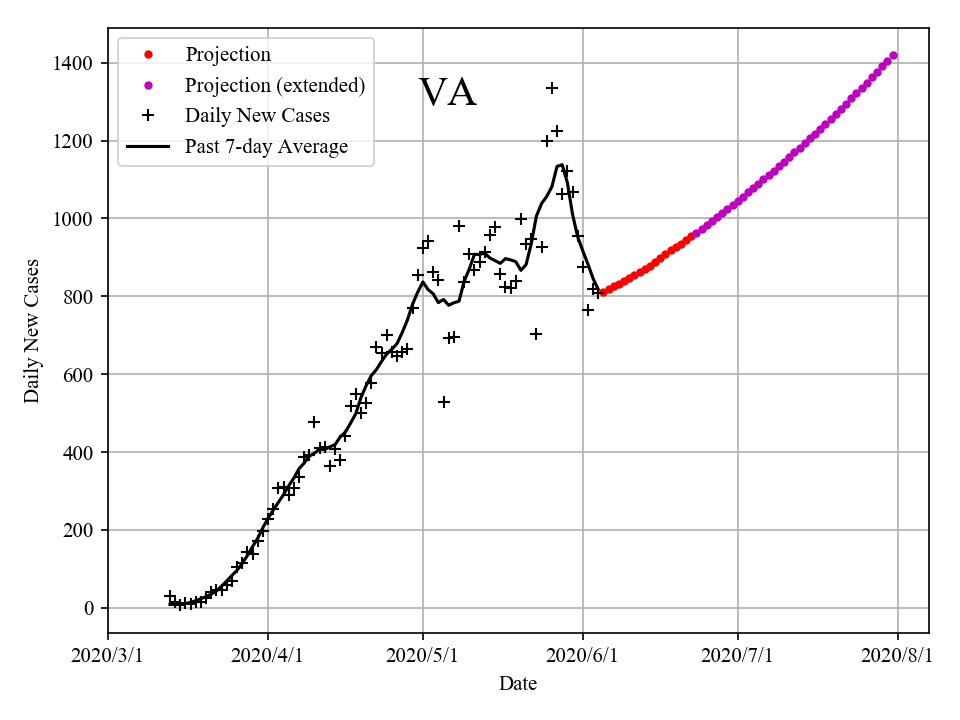 Projection
Projection (extended)
Daily New Cases
Past 7-day Average
VA
1400
1200
1000
800
600
400
200
0
Daily New Cases
2020/3/1 2020/4/1 2020/5/1 2020/6/1 2020/7/1 2020/8/1
Date